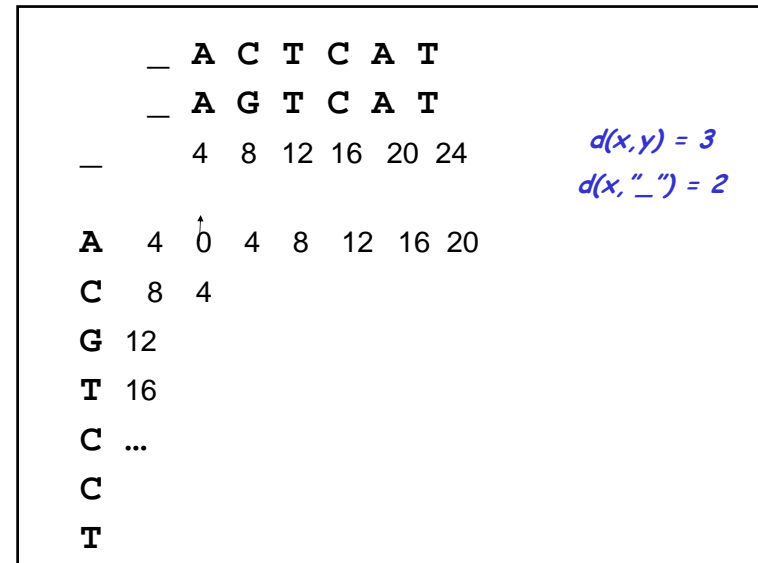 _ A C T C A T
_ A G T C A T
_ 4 8 12 16 20 24
d(x,y) = 3
d(x,"_") = 2
A 4 0 4 8 12 16 20
C 8 4
G 12
T 16
C ...
C
T